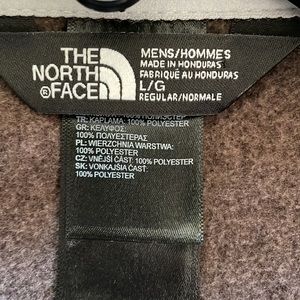 THE
NORTH
®FACE
MENS/HOMMES
MADE IN HONDURAS
FABRIQUÉ AU HONDURAS
L/G
REGULAR/NORMALE
TR: KAPLAMA: 100% POLYESTER
GR: ΚΕΛΥΦΟΣ:
100% ΠΟΛΥΕΣΤΕΡΑΣ
PL: WIERZCHNIA WARSTWA:
100% POLYESTER
CZ: VNĚJŠÍ ČÁST: 100% POLYESTER
SK: VONKAJŠIA ČASŤ:
100% POLYESTER